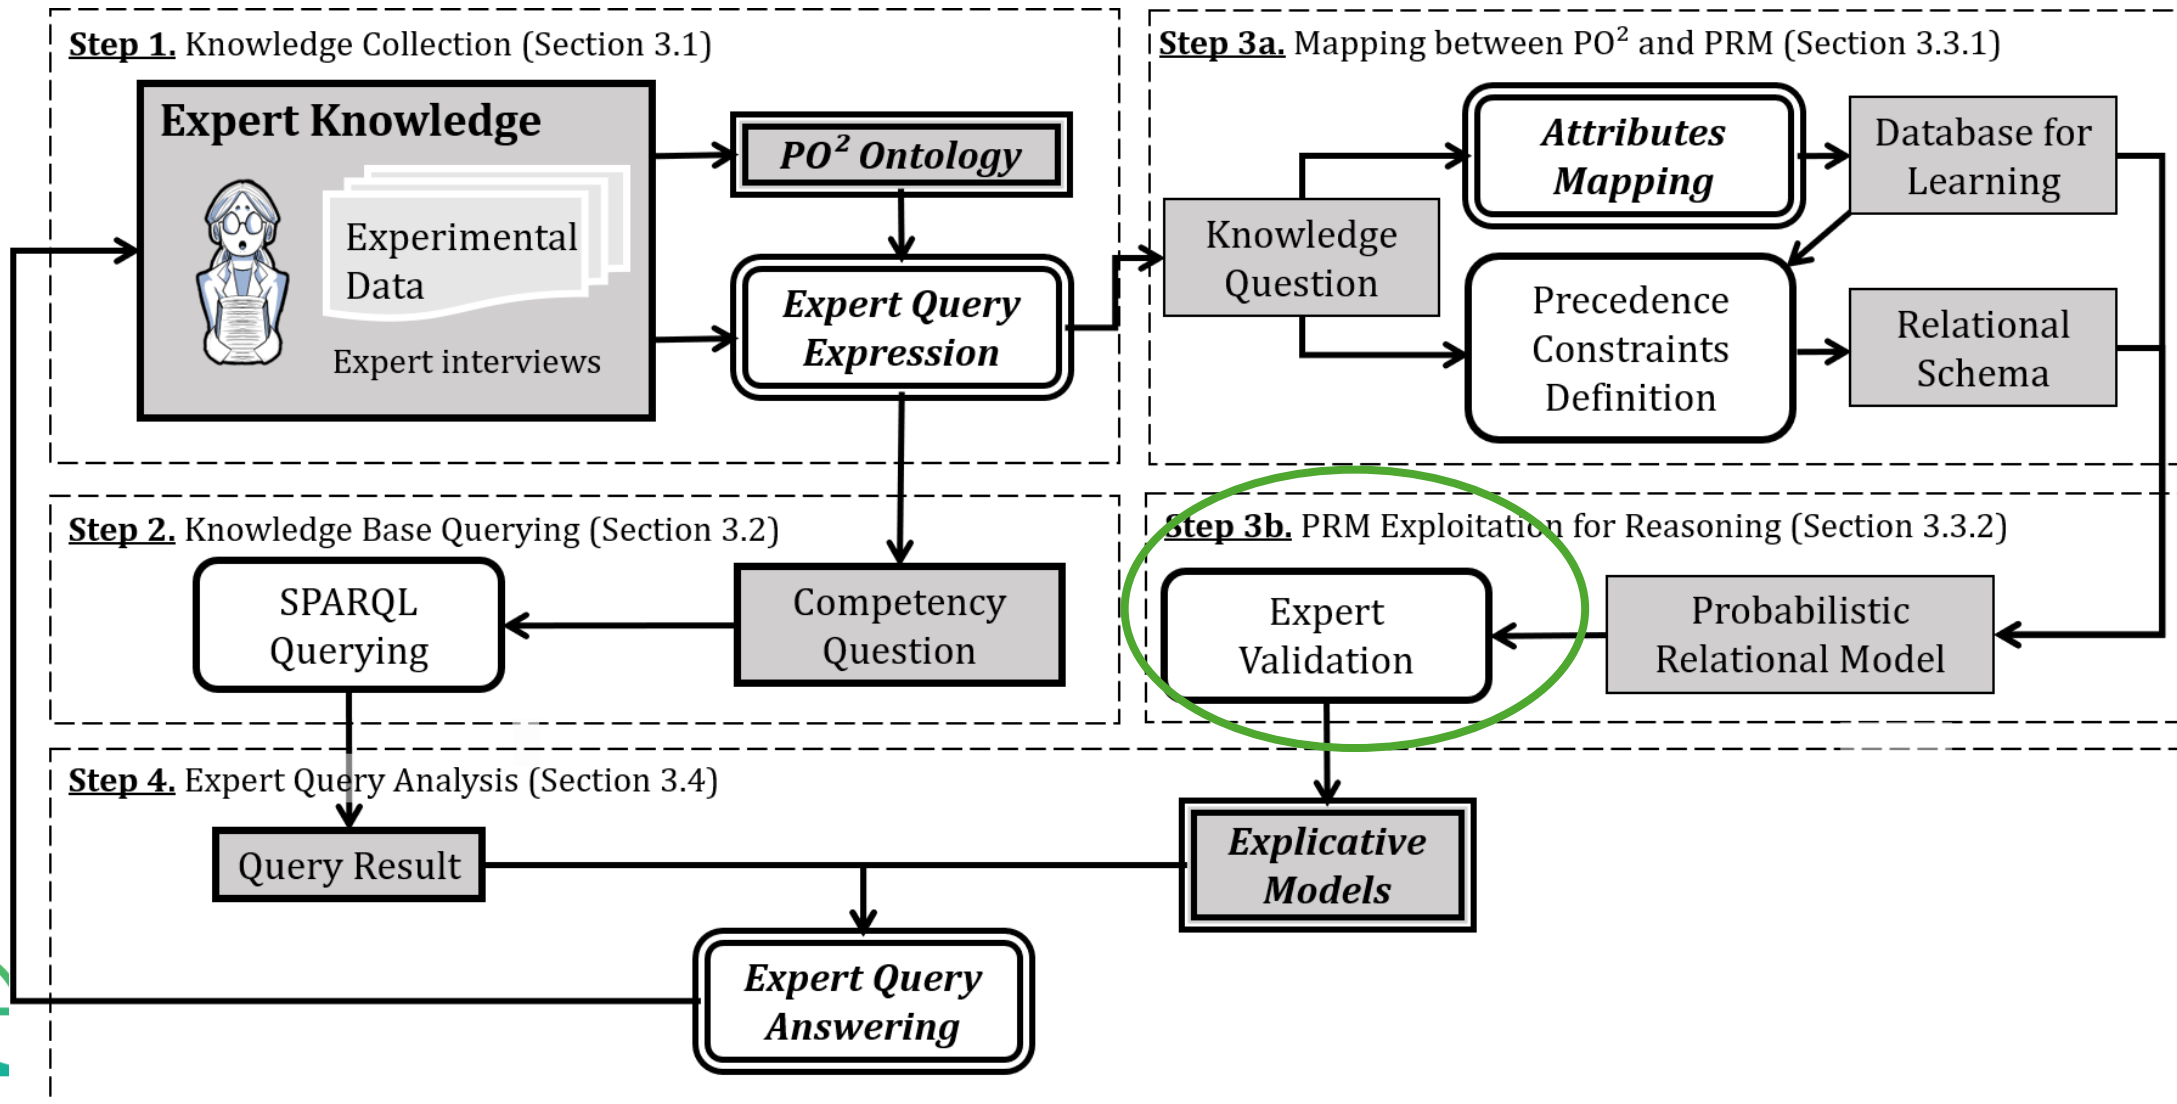 Step 1. Knowledge Collection (Section 3.1)
Expert Knowledge
Experimental
Data
Expert interviews
PO² Ontology
Expert Query
Expression
Step 3a. Mapping between PO² and PRM (Section 3.3.1)
Knowledge
Question
Attributes
Mapping
Database for
Learning
Precedence
Constraints
Definition
Relational
Schema
Step 2. Knowledge Base Querying (Section 3.2)
SPARQL
Querying
Competency
Question
Step 3b. PRM Exploitation for Reasoning (Section 3.3.2)
Expert
Validation
Probabilistic
Relational Model
Step 4. Expert Query Analysis (Section 3.4)
Query Result
Explicative
Models
Expert Query
Answering